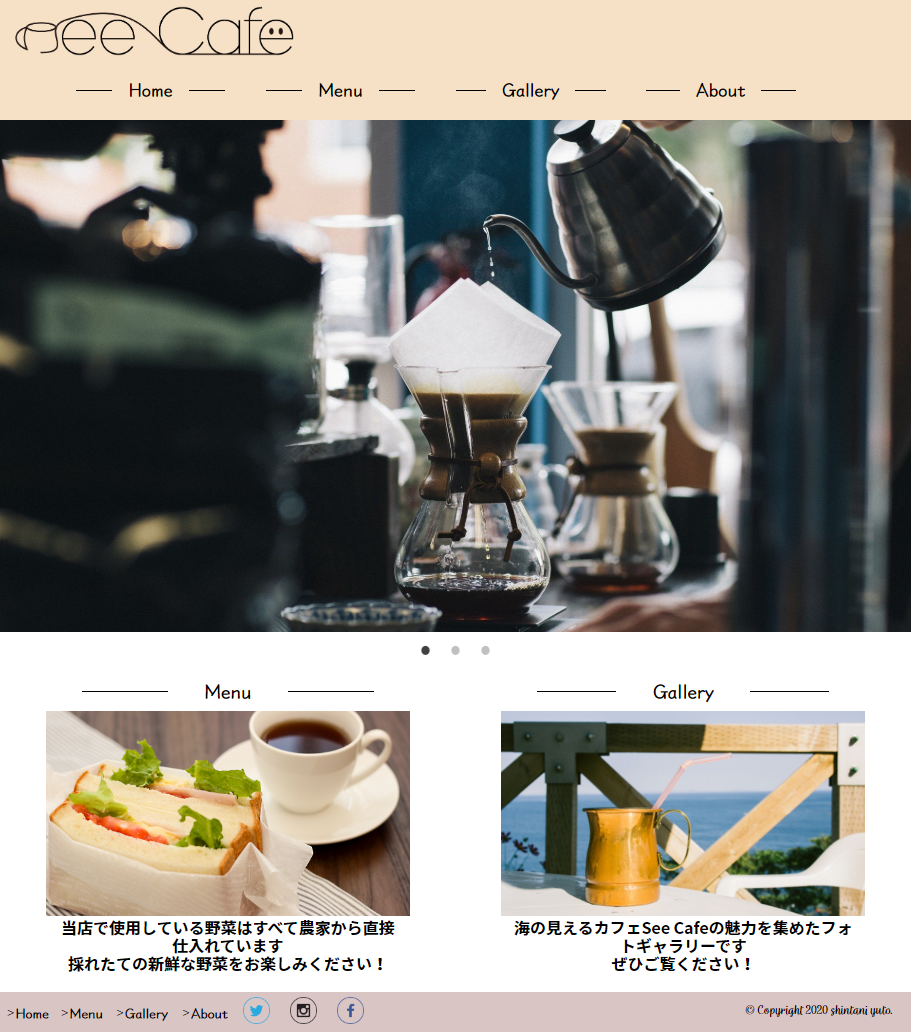 See Cafe
Home Menu Gallery About
Menu
当店で使用している野菜はすべて農家から直接
仕入れています
採れたての新鮮な野菜をお楽しみください！
Gallery
海の見えるカフェSee Cafeの魅力を集めたフォ
トギャラリーです
ぜひご覧ください！
>Home >Menu >Gallery >About
© Copyright 2020 shintani yuto.